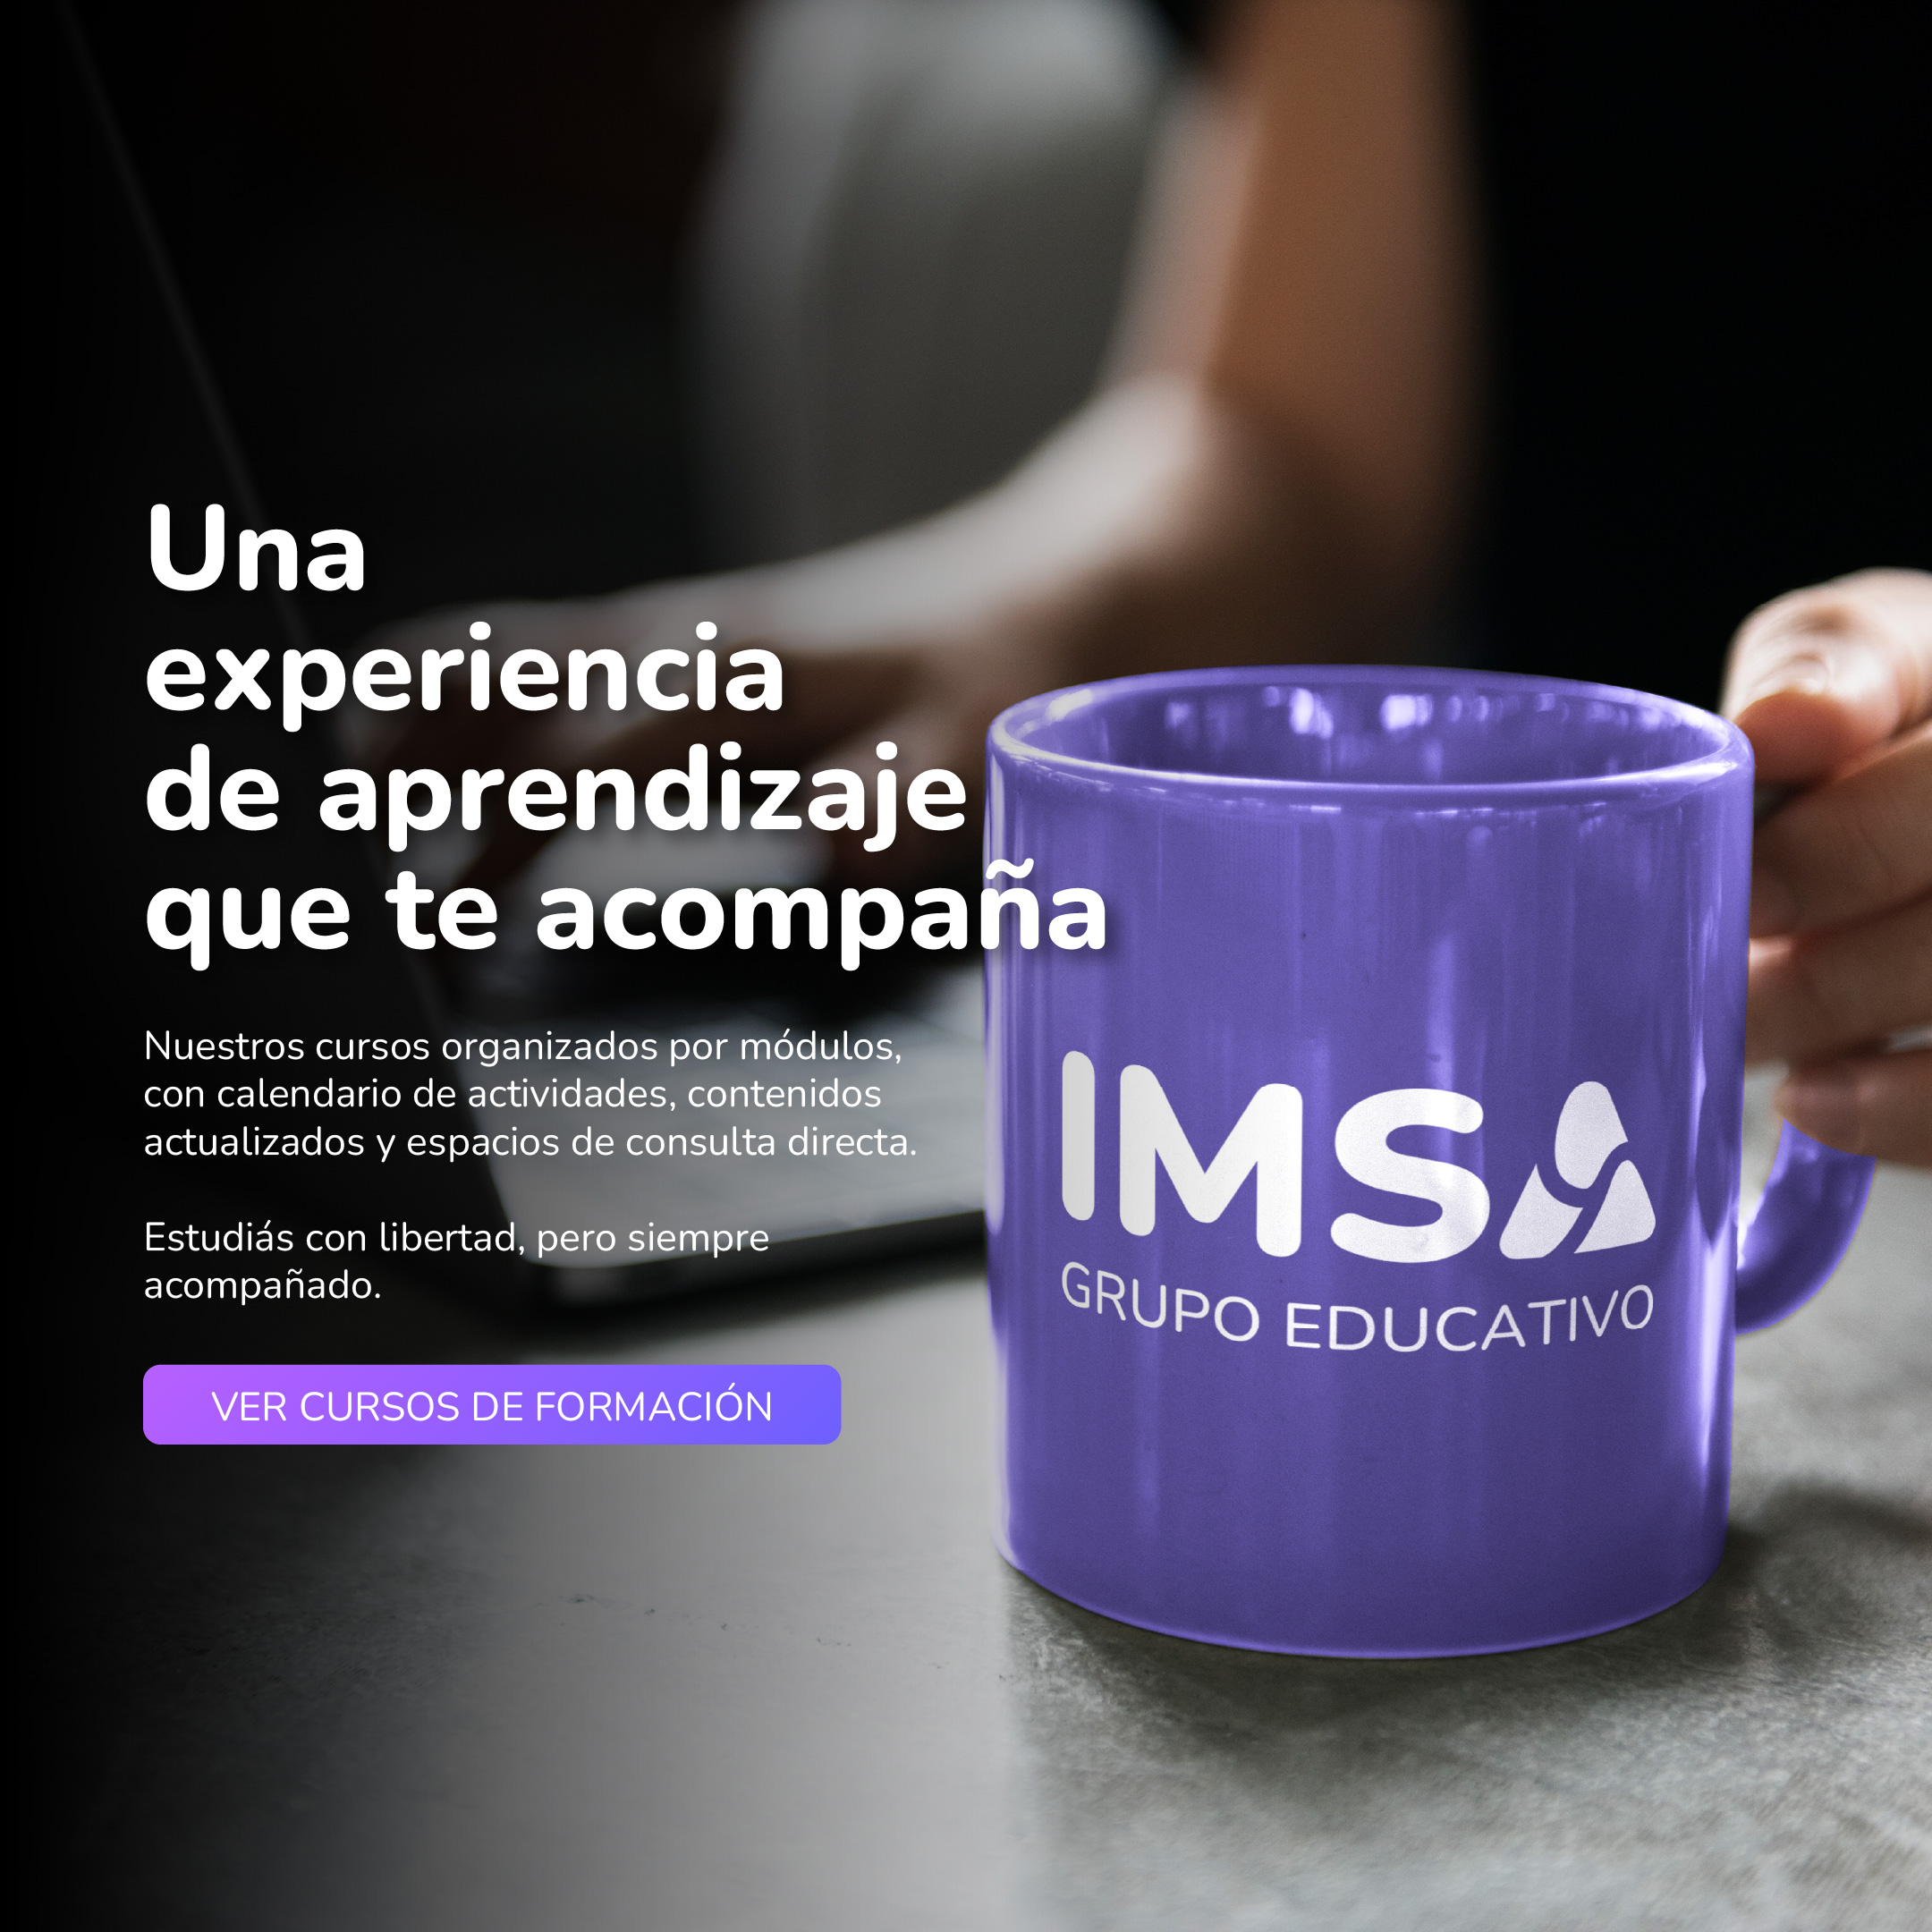 Una
experiencia
de aprendizaje
que te acompaña
Nuestros cursos organizados por módulos,
con calendario de actividades, contenidos
actualizados y espacios de consulta directa.
Estudiás con libertad, pero siempre
acompañado.
VER CURSOS DE FORMACIÓN
IMSA
GRUPO EDUCATIVO